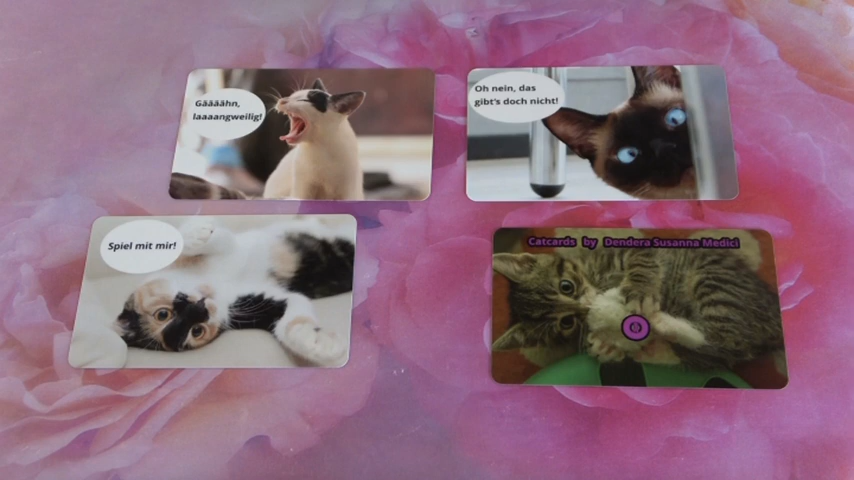 Gäääähn,
laaaangweilig!
Oh nein, das
gibt's doch nicht!
Spiel mit mir!
Catcards by Dendera Susanna Medici